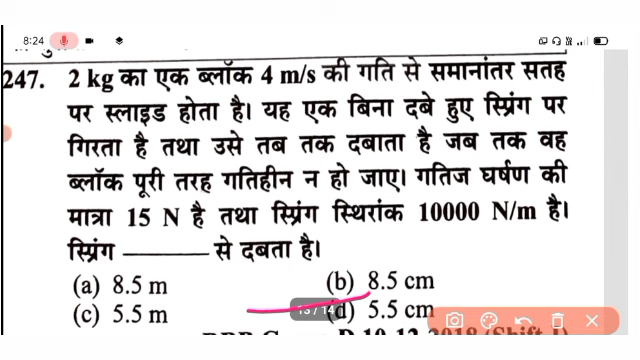 8:24
247. 2 kg का एक ब्लॉक 4 m/s की गति से समानांतर सतह
पर स्लाइड होता है। यह एक बिना दबे हुए स्प्रिंग पर
गिरता है तथा उसे तब तक दबाता है जब तक वह
ब्लॉक पूरी तरह गतिहीन न हो जाए। गतिज घर्षण की
मात्रा 15 N है तथा स्प्रिंग स्थिरांक 10000 N/m है।
स्प्रिंग ______ से दबता है।
(a) 8.5 m (b) 8.5 cm
(c) 5.5 m (d) 5.5 cm
13 / 14